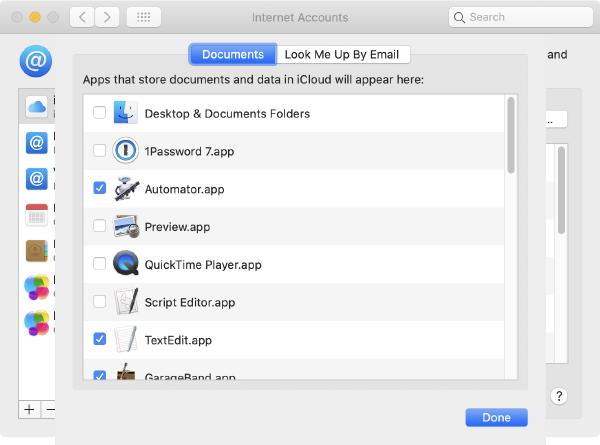 Internet Accounts
Search
Documents
Look Me Up By Email
and
Apps that store documents and data in iCloud will appear here:
Desktop & Documents Folders
1Password 7.app
Automator.app
Preview.app
QuickTime Player.app
Script Editor.app
TextEdit.app
GarageBand.app
Done
?